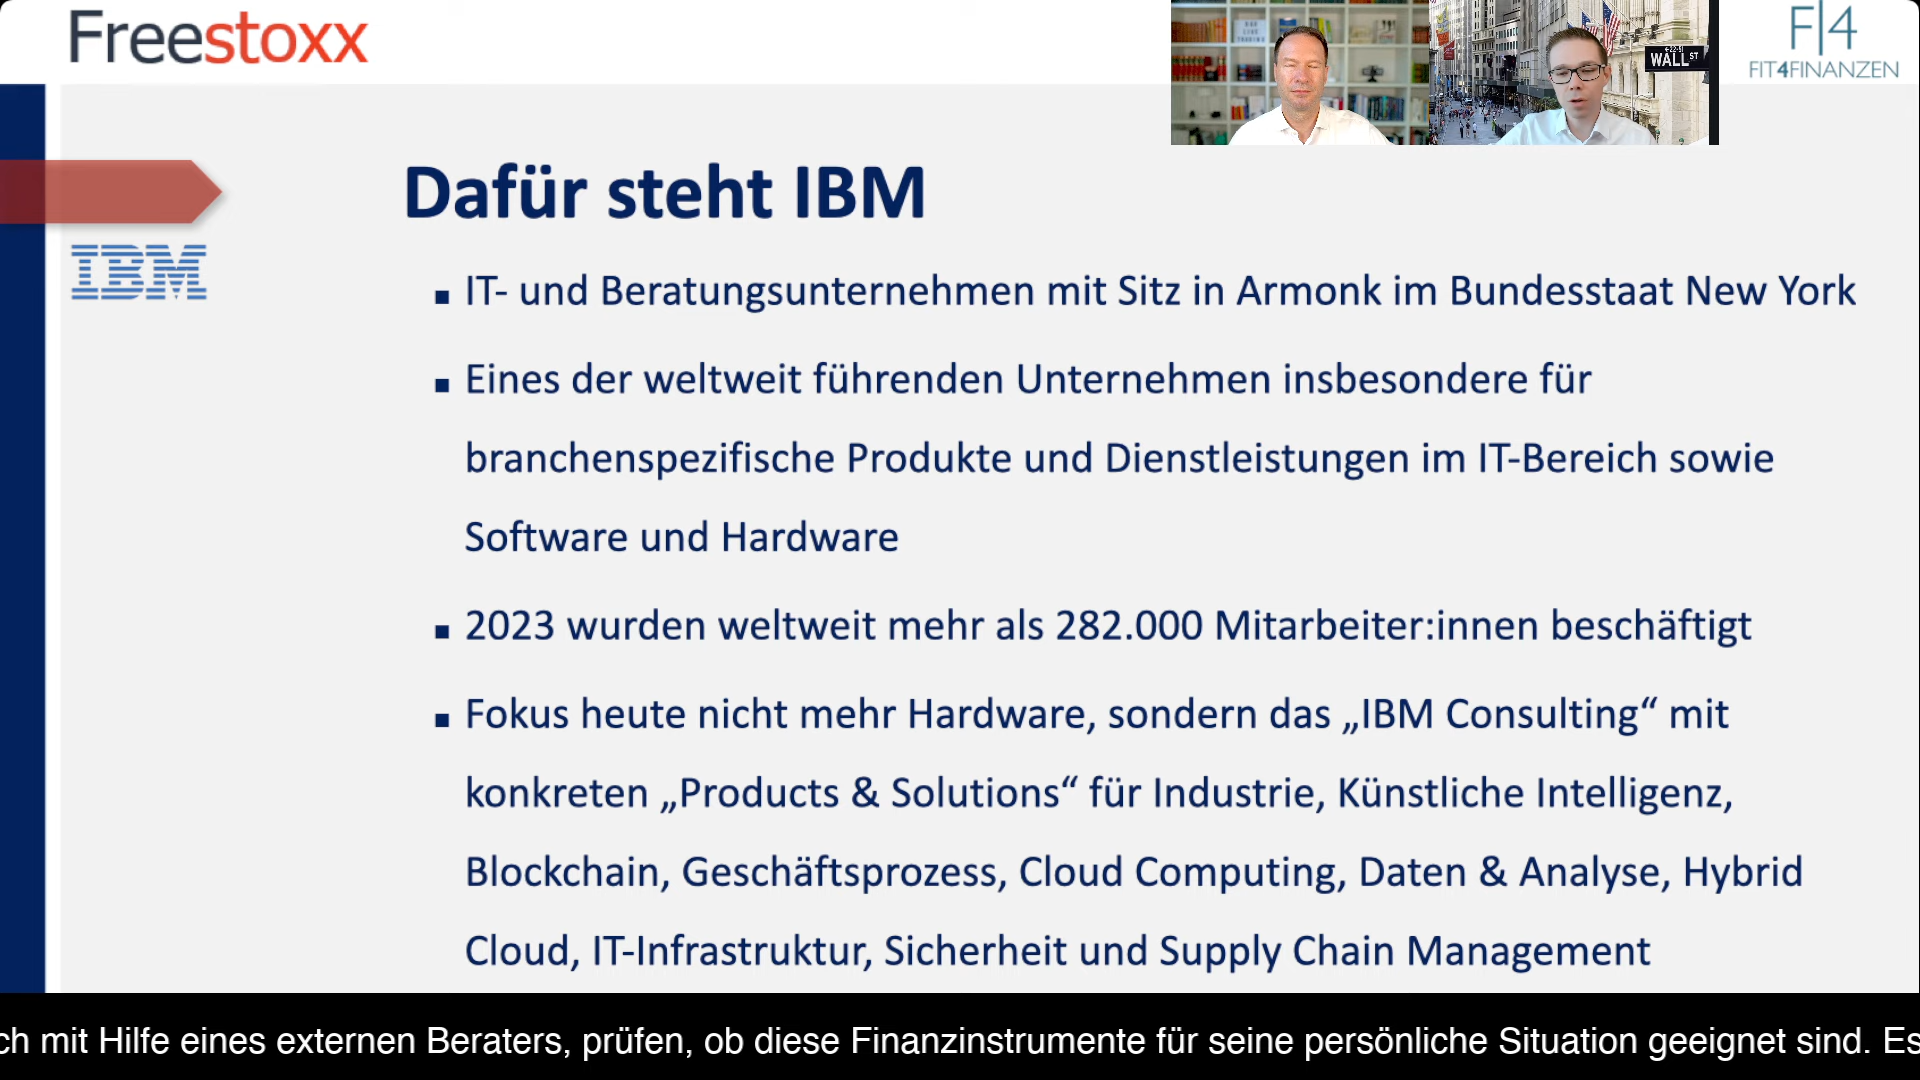 Freestoxx
WALL ST
F|4
FIT4FINANZEN
Dafür steht IBM
IBM
▪ IT- und Beratungsunternehmen mit Sitz in Armonk im Bundesstaat New York
▪ Eines der weltweit führenden Unternehmen insbesondere für
branchenspezifische Produkte und Dienstleistungen im IT-Bereich sowie
Software und Hardware
▪ 2023 wurden weltweit mehr als 282.000 Mitarbeiter:innen beschäftigt
▪ Fokus heute nicht mehr Hardware, sondern das „IBM Consulting“ mit
konkreten „Products & Solutions“ für Industrie, Künstliche Intelligenz,
Blockchain, Geschäftsprozess, Cloud Computing, Daten & Analyse, Hybrid
Cloud, IT-Infrastruktur, Sicherheit und Supply Chain Management
ch mit Hilfe eines externen Beraters, prüfen, ob diese Finanzinstrumente für seine persönliche Situation geeignet sind. Es